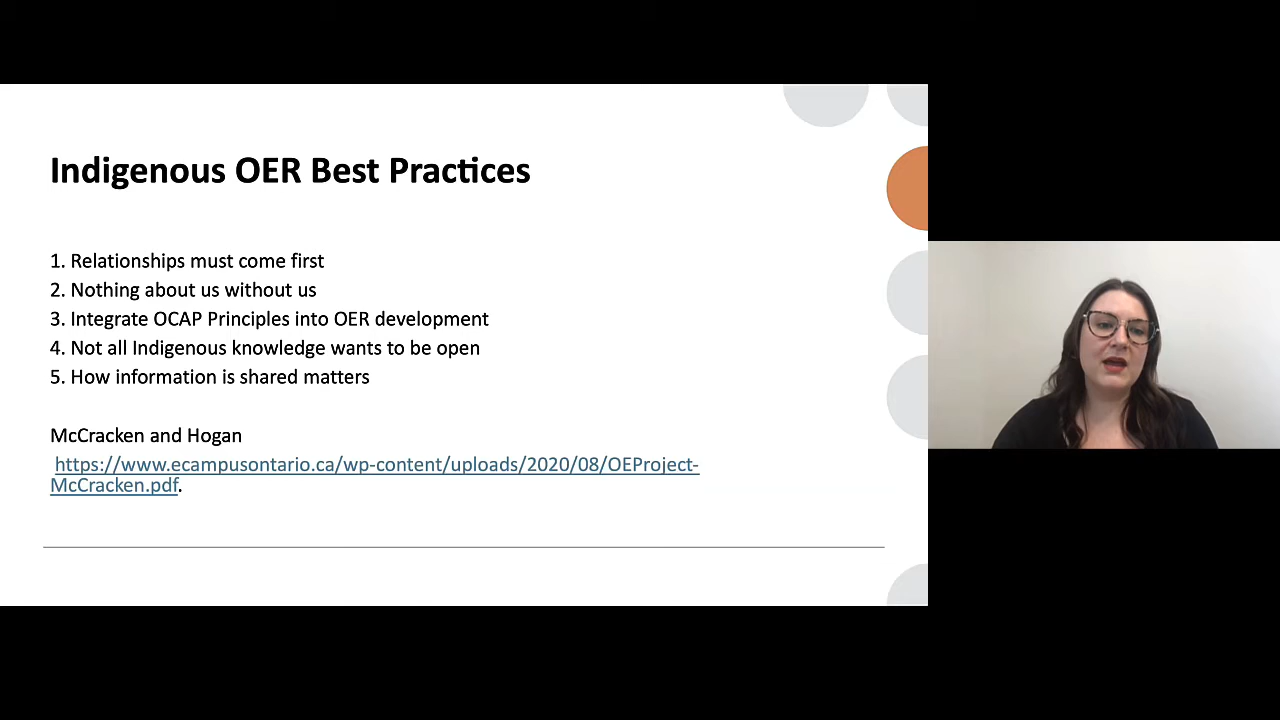 Indigenous OER Best Practices
1. Relationships must come first
2. Nothing about us without us
3. Integrate OCAP Principles into OER development
4. Not all Indigenous knowledge wants to be open
5. How information is shared matters
McCracken and Hogan
https://www.ecampusontario.ca/wp-content/uploads/2020/08/OEProject-
McCracken.pdf.